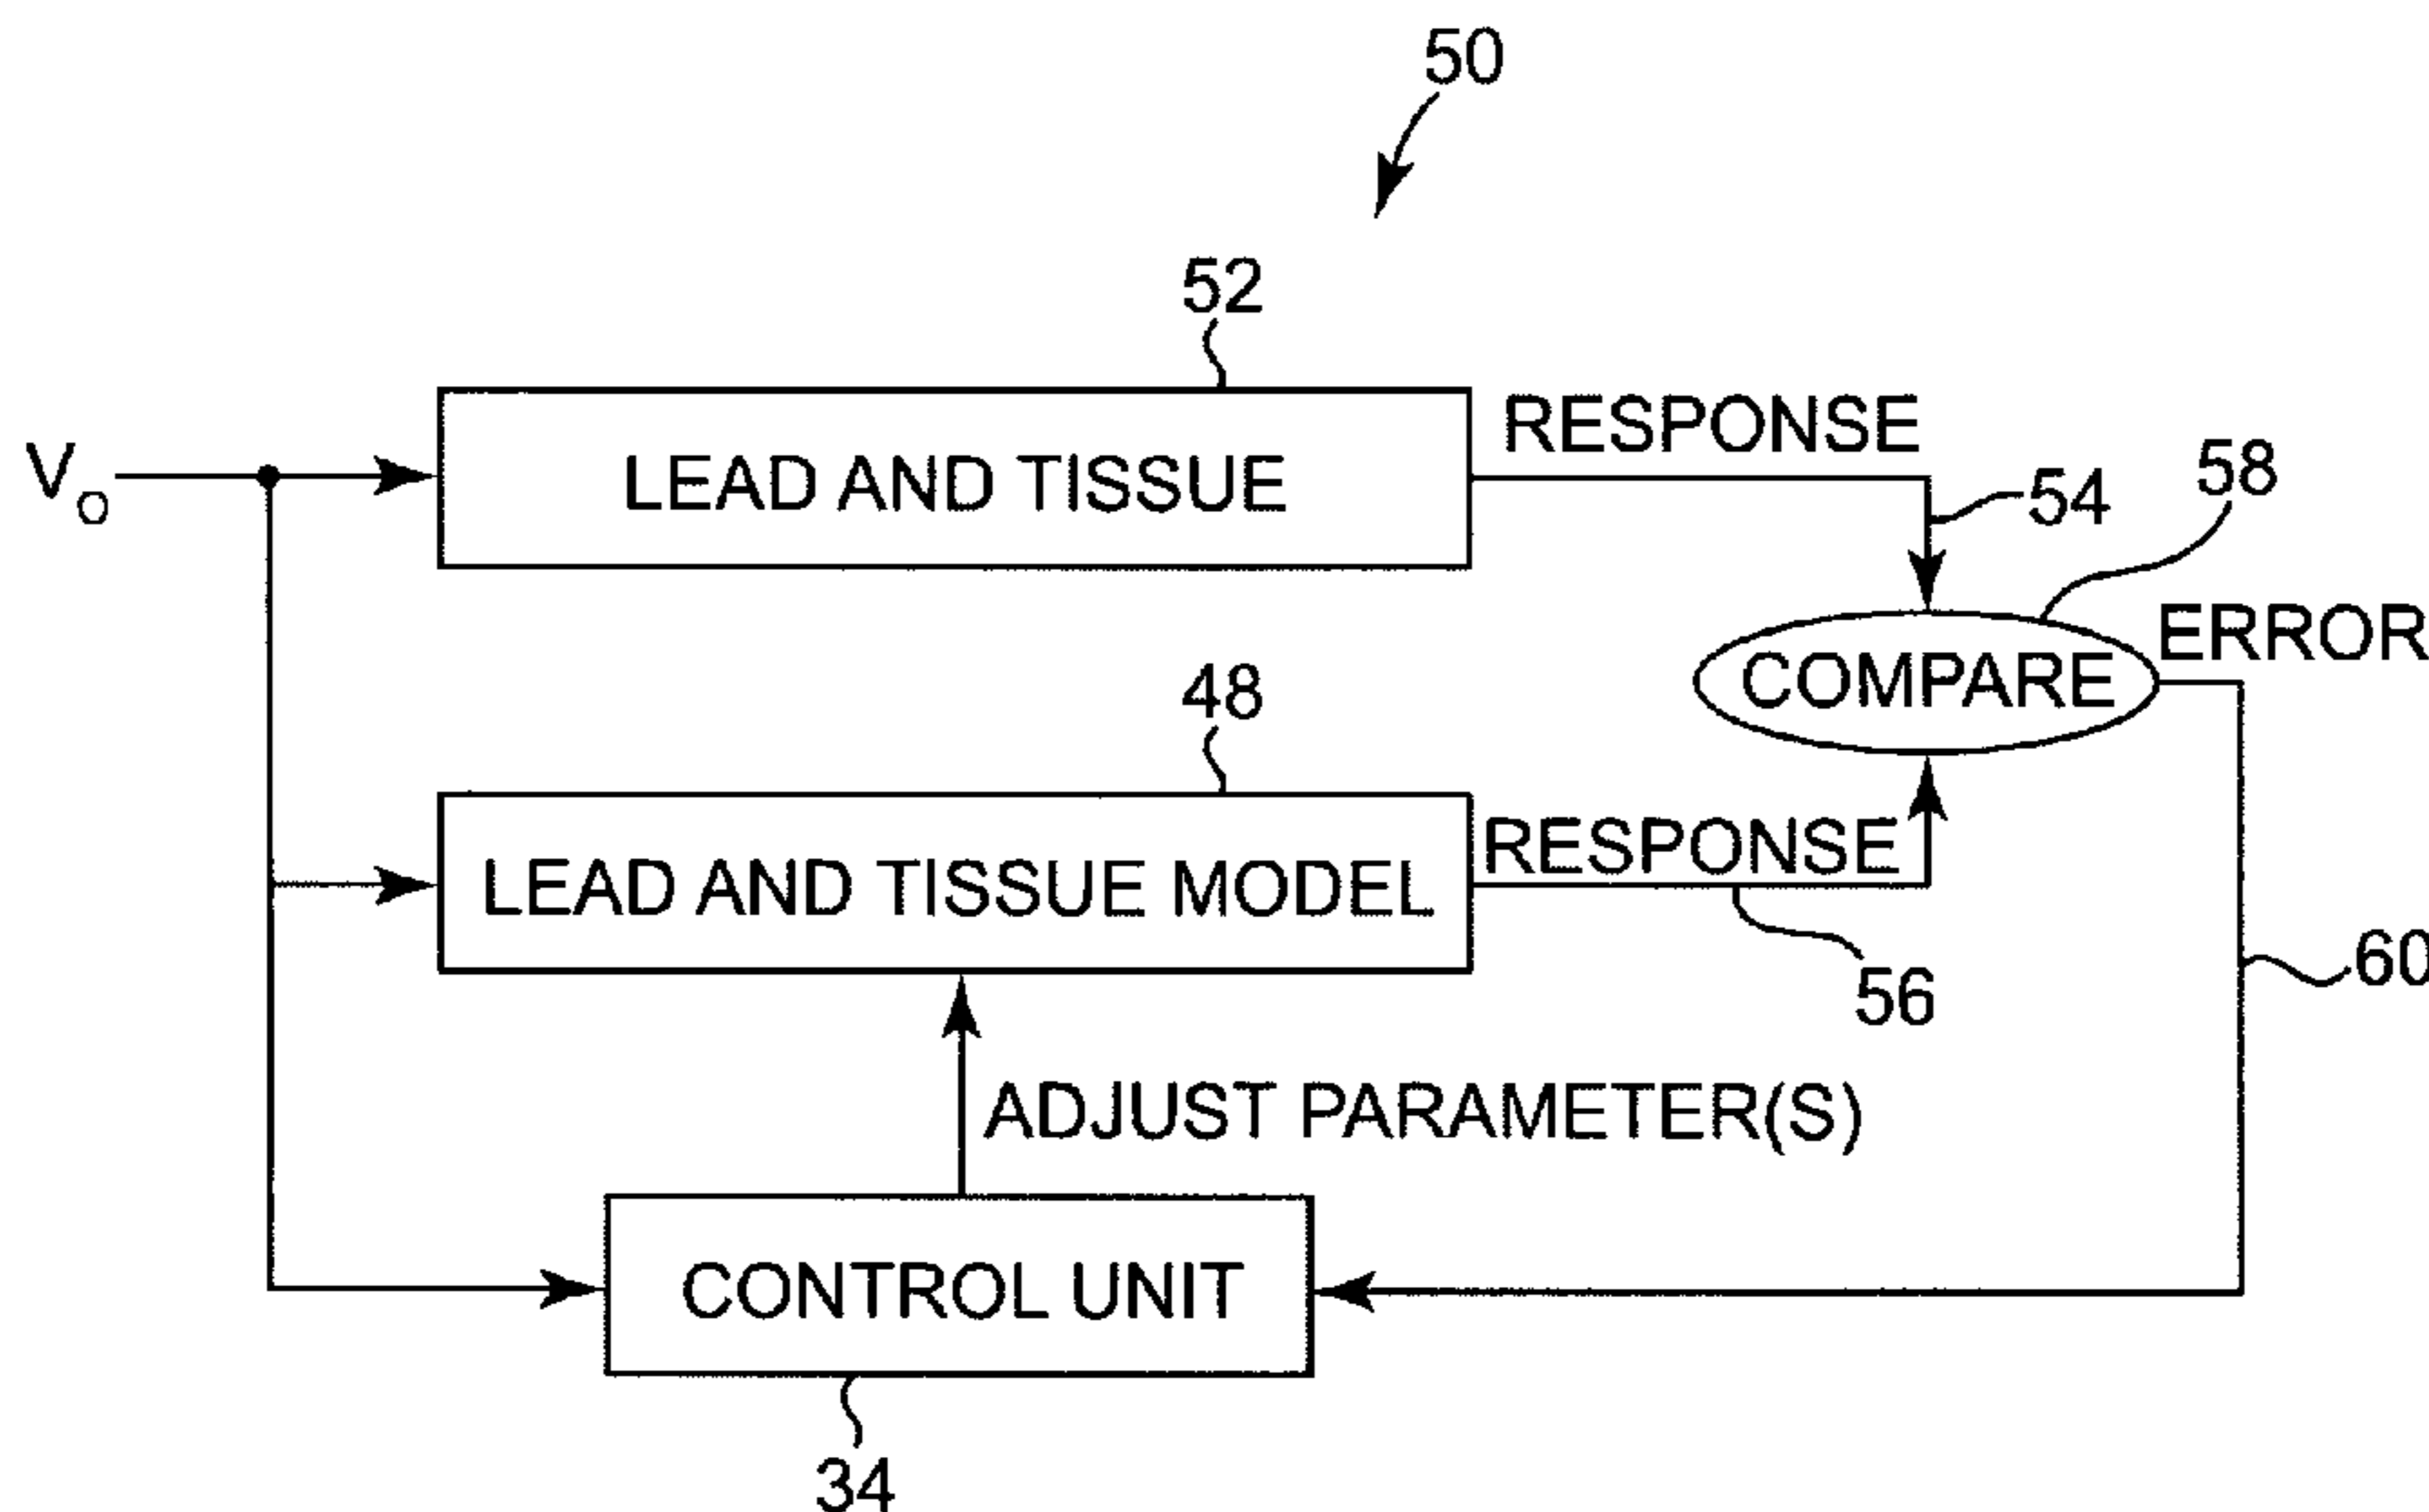 50
52
RESPONSE
58
Vo
LEAD AND TISSUE
54
ERROR
COMPARE
48
RESPONSE
LEAD AND TISSUE MODEL
60
56
ADJUST PARAMETER(S)
CONTROL UNIT
34